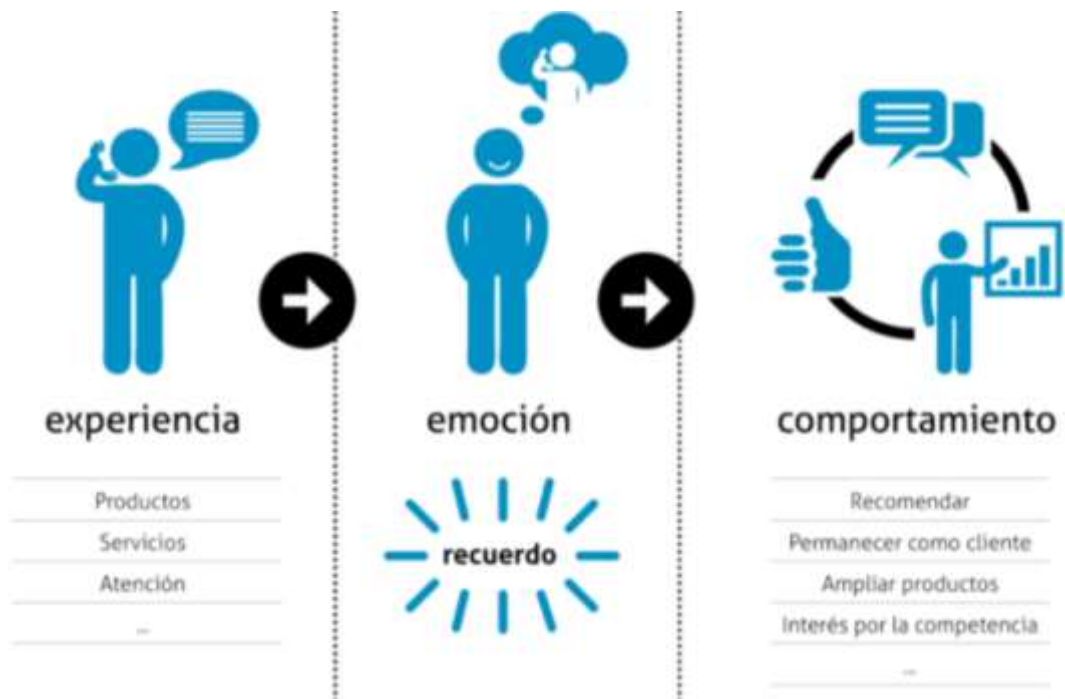 experiencia
Productos
Servicios
Atención
...
emoción
recuerdo
comportamiento
Recomendar
Permanecer como cliente
Ampliar productos
Interés por la competencia
...